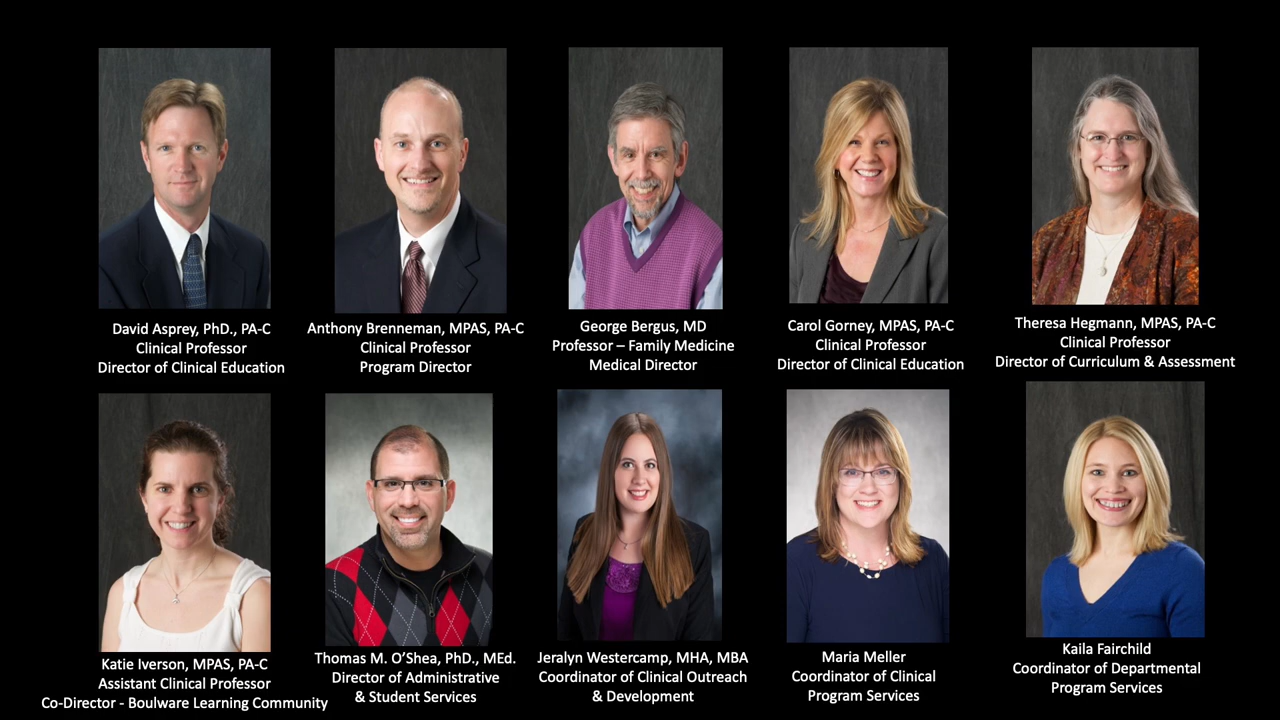 David Asprey, PhD., PA-C
Clinical Professor
Director of Clinical Education
Anthony Brenneman, MPAS, PA-C
Clinical Professor
Program Director
George Bergus, MD
Professor – Family Medicine
Medical Director
Carol Gorney, MPAS, PA-C
Clinical Professor
Director of Clinical Education
Theresa Hegmann, MPAS, PA-C
Clinical Professor
Director of Curriculum & Assessment
Katie Iverson, MPAS, PA-C
Assistant Clinical Professor
Co-Director - Boulware Learning Community
Thomas M. O’Shea, PhD., MEd.
Director of Administrative
& Student Services
Jeralyn Westercamp, MHA, MBA
Coordinator of Clinical Outreach
& Development
Maria Meller
Coordinator of Clinical
Program Services
Kaila Fairchild
Coordinator of Departmental
Program Services